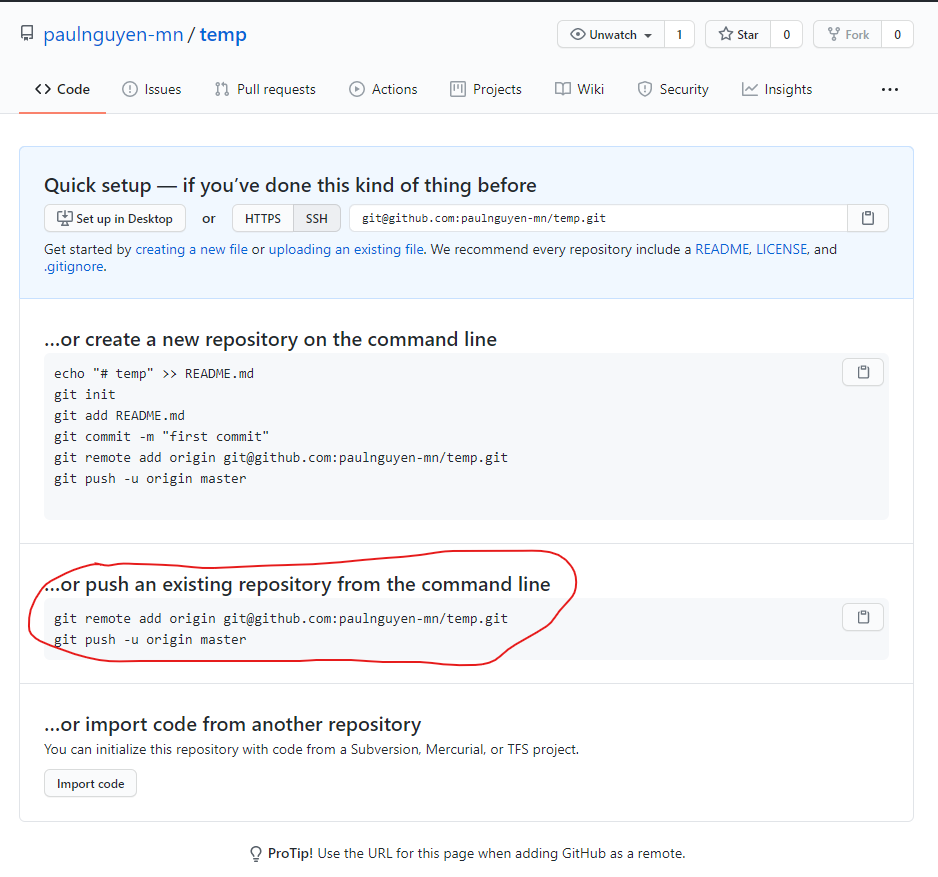 paulnguyen-mn / temp
Unwatch 1 Star 0 Fork 0
Code Issues Pull requests Actions Projects Wiki Security Insights ...
Quick setup — if you’ve done this kind of thing before
Set up in Desktop or HTTPS SSH git@github.com:paulnguyen-mn/temp.git
Get started by creating a new file or uploading an existing file. We recommend every repository include a README, LICENSE, and
.gitignore.
…or create a new repository on the command line
echo "# temp" >> README.md
git init
git add README.md
git commit -m "first commit"
git remote add origin git@github.com:paulnguyen-mn/temp.git
git push -u origin master
…or push an existing repository from the command line
git remote add origin git@github.com:paulnguyen-mn/temp.git
git push -u origin master
…or import code from another repository
You can initialize this repository with code from a Subversion, Mercurial, or TFS project.
Import code
ProTip! Use the URL for this page when adding GitHub as a remote.